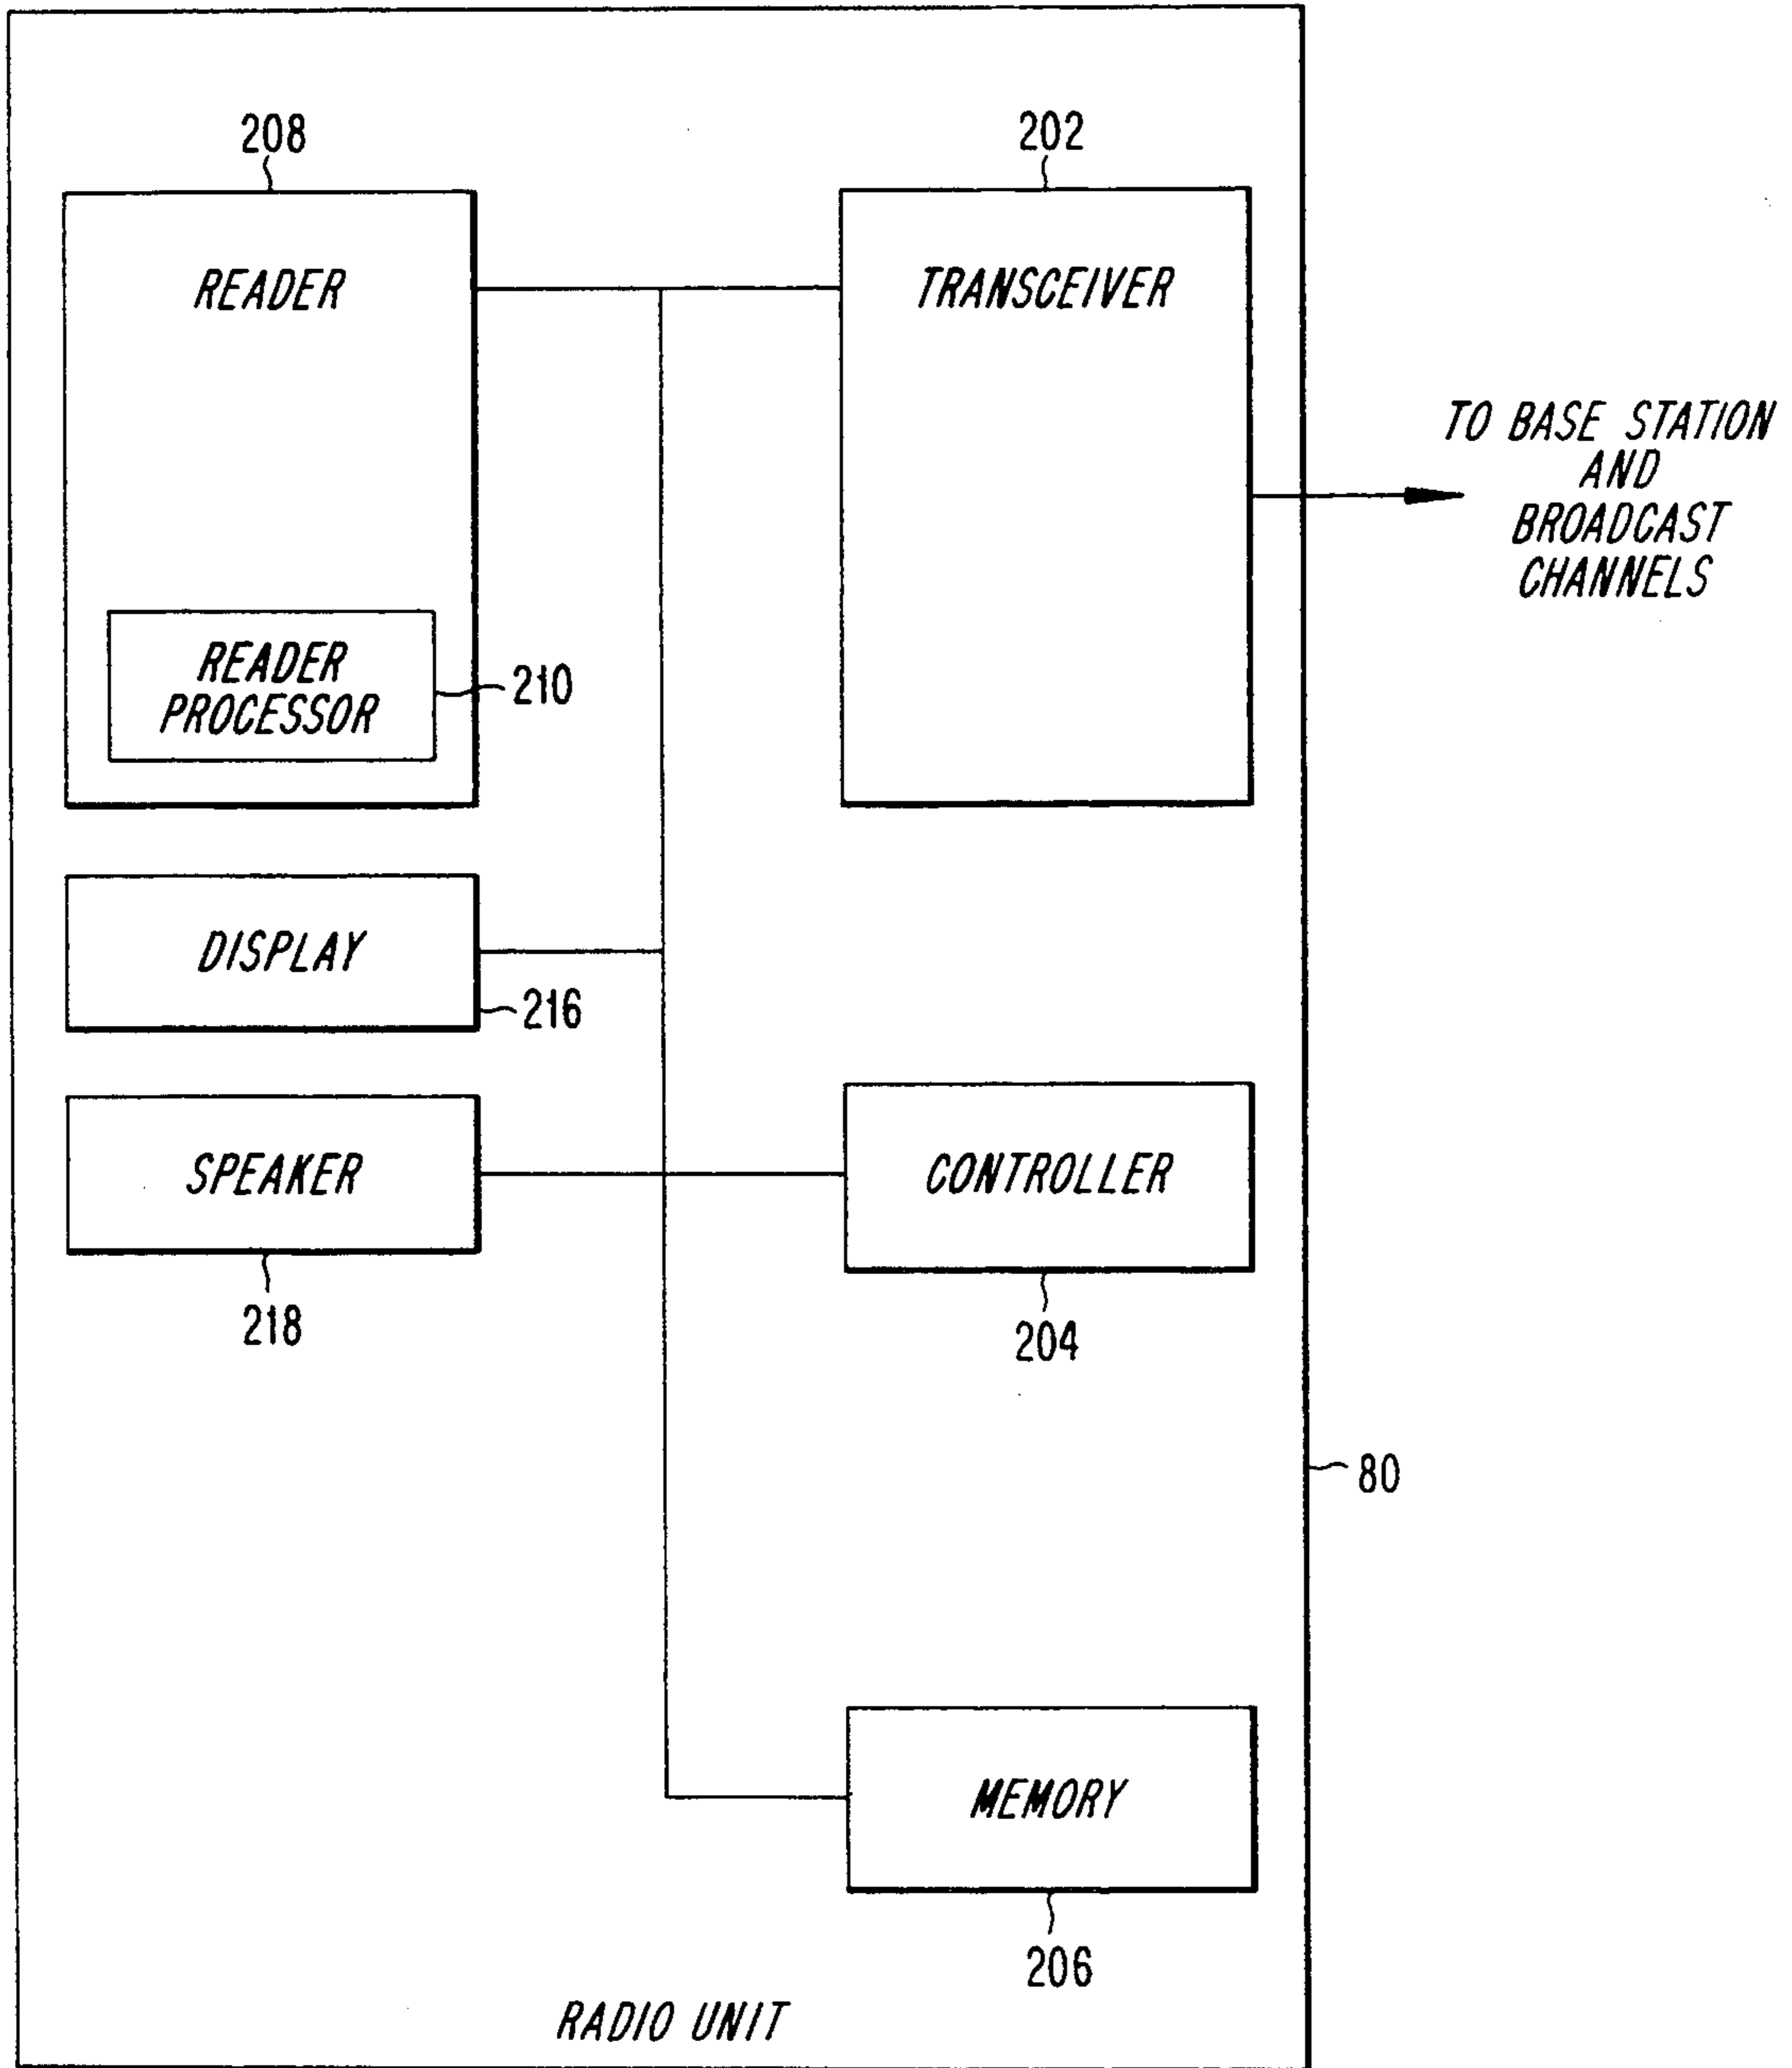 208
202
READER
TRANSCEIVER
TO BASE STATION
AND
BROADCAST
CHANNELS
READER
PROCESSOR
210
DISPLAY
216
SPEAKER
CONTROLLER
218
204
80
MEMORY
206
RADIO UNIT